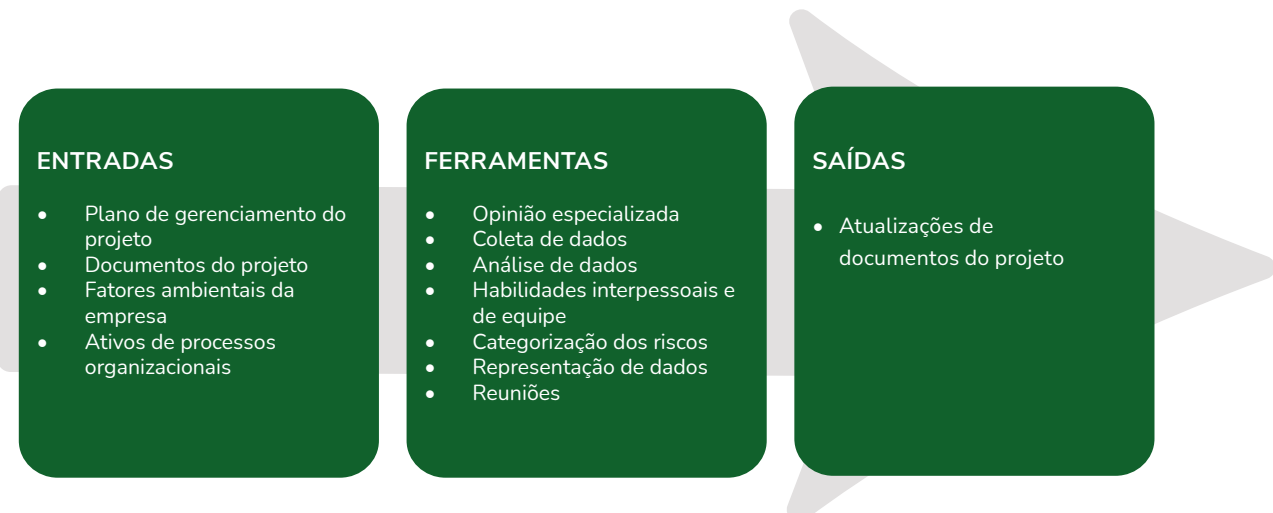 ENTRADAS
• Plano de gerenciamento do
projeto
• Documentos do projeto
• Fatores ambientais da
empresa
• Ativos de processos
organizacionais
FERRAMENTAS
• Opinião especializada
• Coleta de dados
• Análise de dados
• Habilidades interpessoais e
de equipe
• Categorização dos riscos
• Representação de dados
• Reuniões
SAÍDAS
• Atualizações de
documentos do projeto